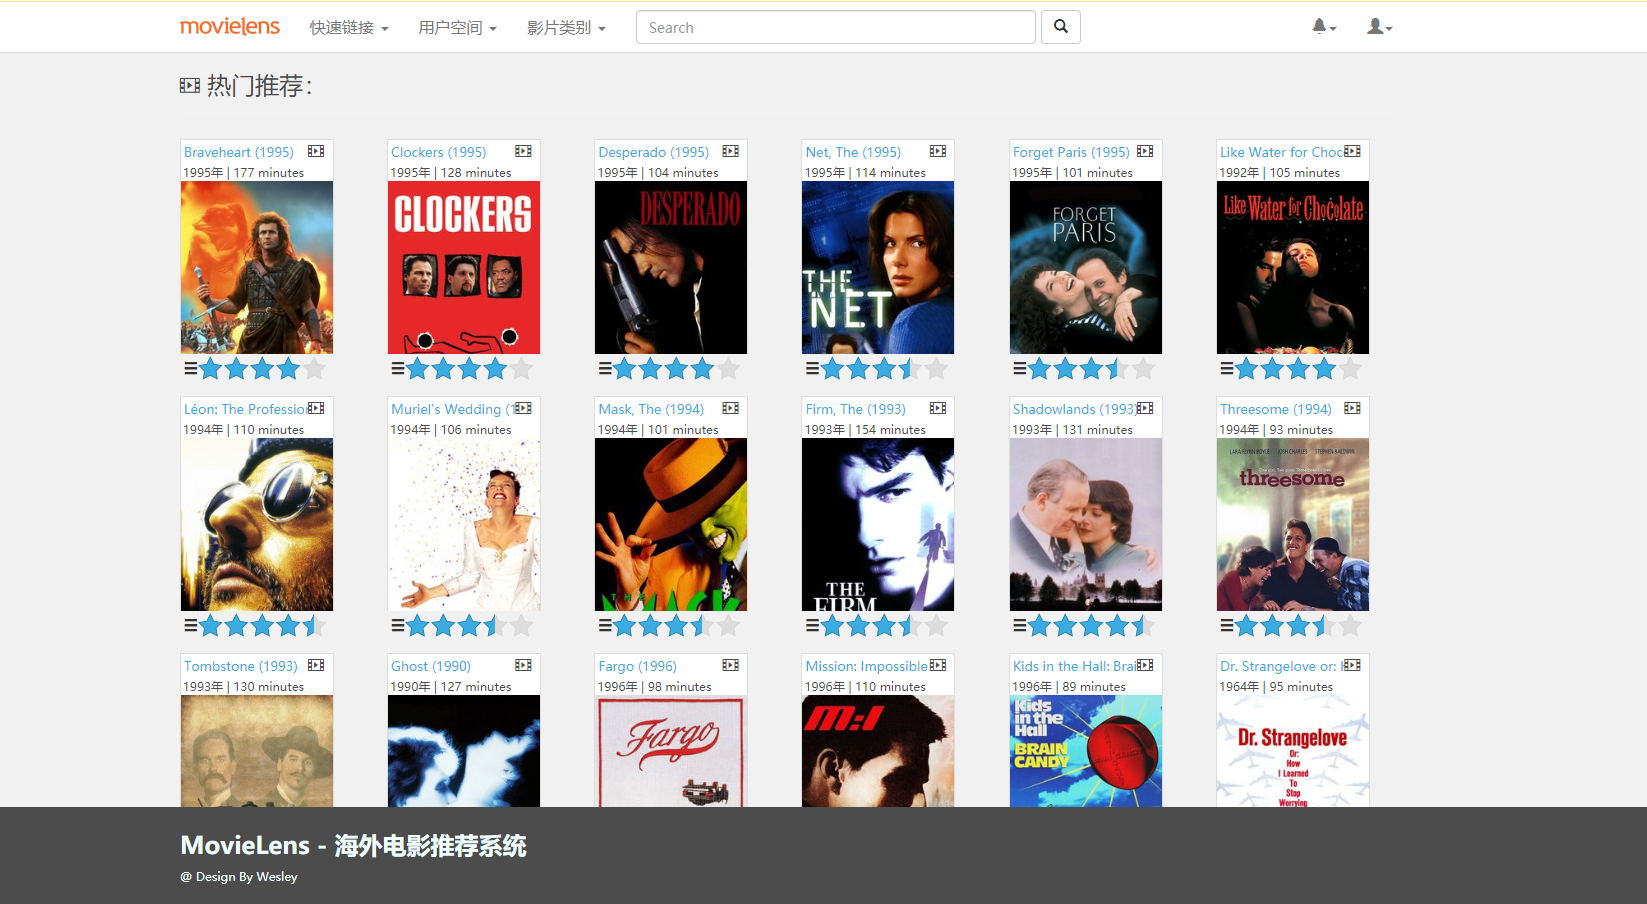 movielens 快速链接 用户空间 影片类别 Search
热门推荐：
Braveheart (1995) Clockers (1995) Desperado (1995) Net, The (1995) Forget Paris (1995) Like Water for Choc
1995年 | 177 minutes 1995年 | 128 minutes 1995年 | 104 minutes 1995年 | 114 minutes 1995年 | 101 minutes 1992年 | 105 minutes
CLOCKERS
DESPERADO
THE
NET
FORGET
PARIS
Like Water for Chocolate
Léon: The Profession Muriel's Wedding (1 Mask, The (1994) Firm, The (1993) Shadowlands (1993) Threesome (1994)
1994年 | 110 minutes 1994年 | 106 minutes 1994年 | 101 minutes 1993年 | 154 minutes 1993年 | 131 minutes 1994年 | 93 minutes
THE
MASK
THE
FIRM
LARA FLYNN BOYLE JOSH CHARLES STEPHEN BALDWIN
threesome
Tombstone (1993) Ghost (1990) Fargo (1996) Mission: Impossible Kids in the Hall: Brai Dr. Strangelove or: H
1993年 | 130 minutes 1990年 | 127 minutes 1996年 | 98 minutes 1996年 | 110 minutes 1996年 | 89 minutes 1964年 | 95 minutes
Fargo
M:I
Kids
in the
Hall
BRAIN
CANDY
Dr. Strangelove
Or:
How
I Learned
To
Stop
Worrying
MovieLens - 海外电影推荐系统
@ Design By Wesley